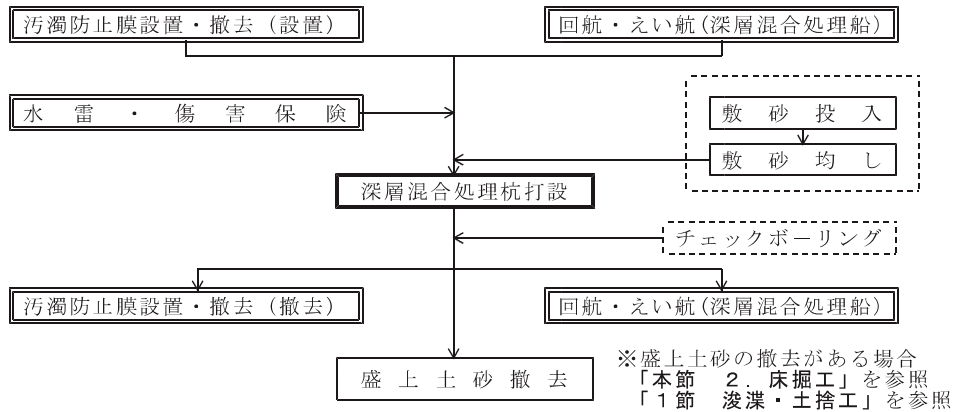 汚濁防止膜設置・撤去（設置）
回航・えい航(深層混合処理船)
水雷・傷害保険
敷砂投入
敷砂均し
深層混合処理杭打設
チェックボーリング
汚濁防止膜設置・撤去（撤去）
回航・えい航(深層混合処理船)
盛上土砂撤去
※盛上土砂の撤去がある場合
「本節　２．床掘工」を参照
「１節　浚渫・土捨工」を参照